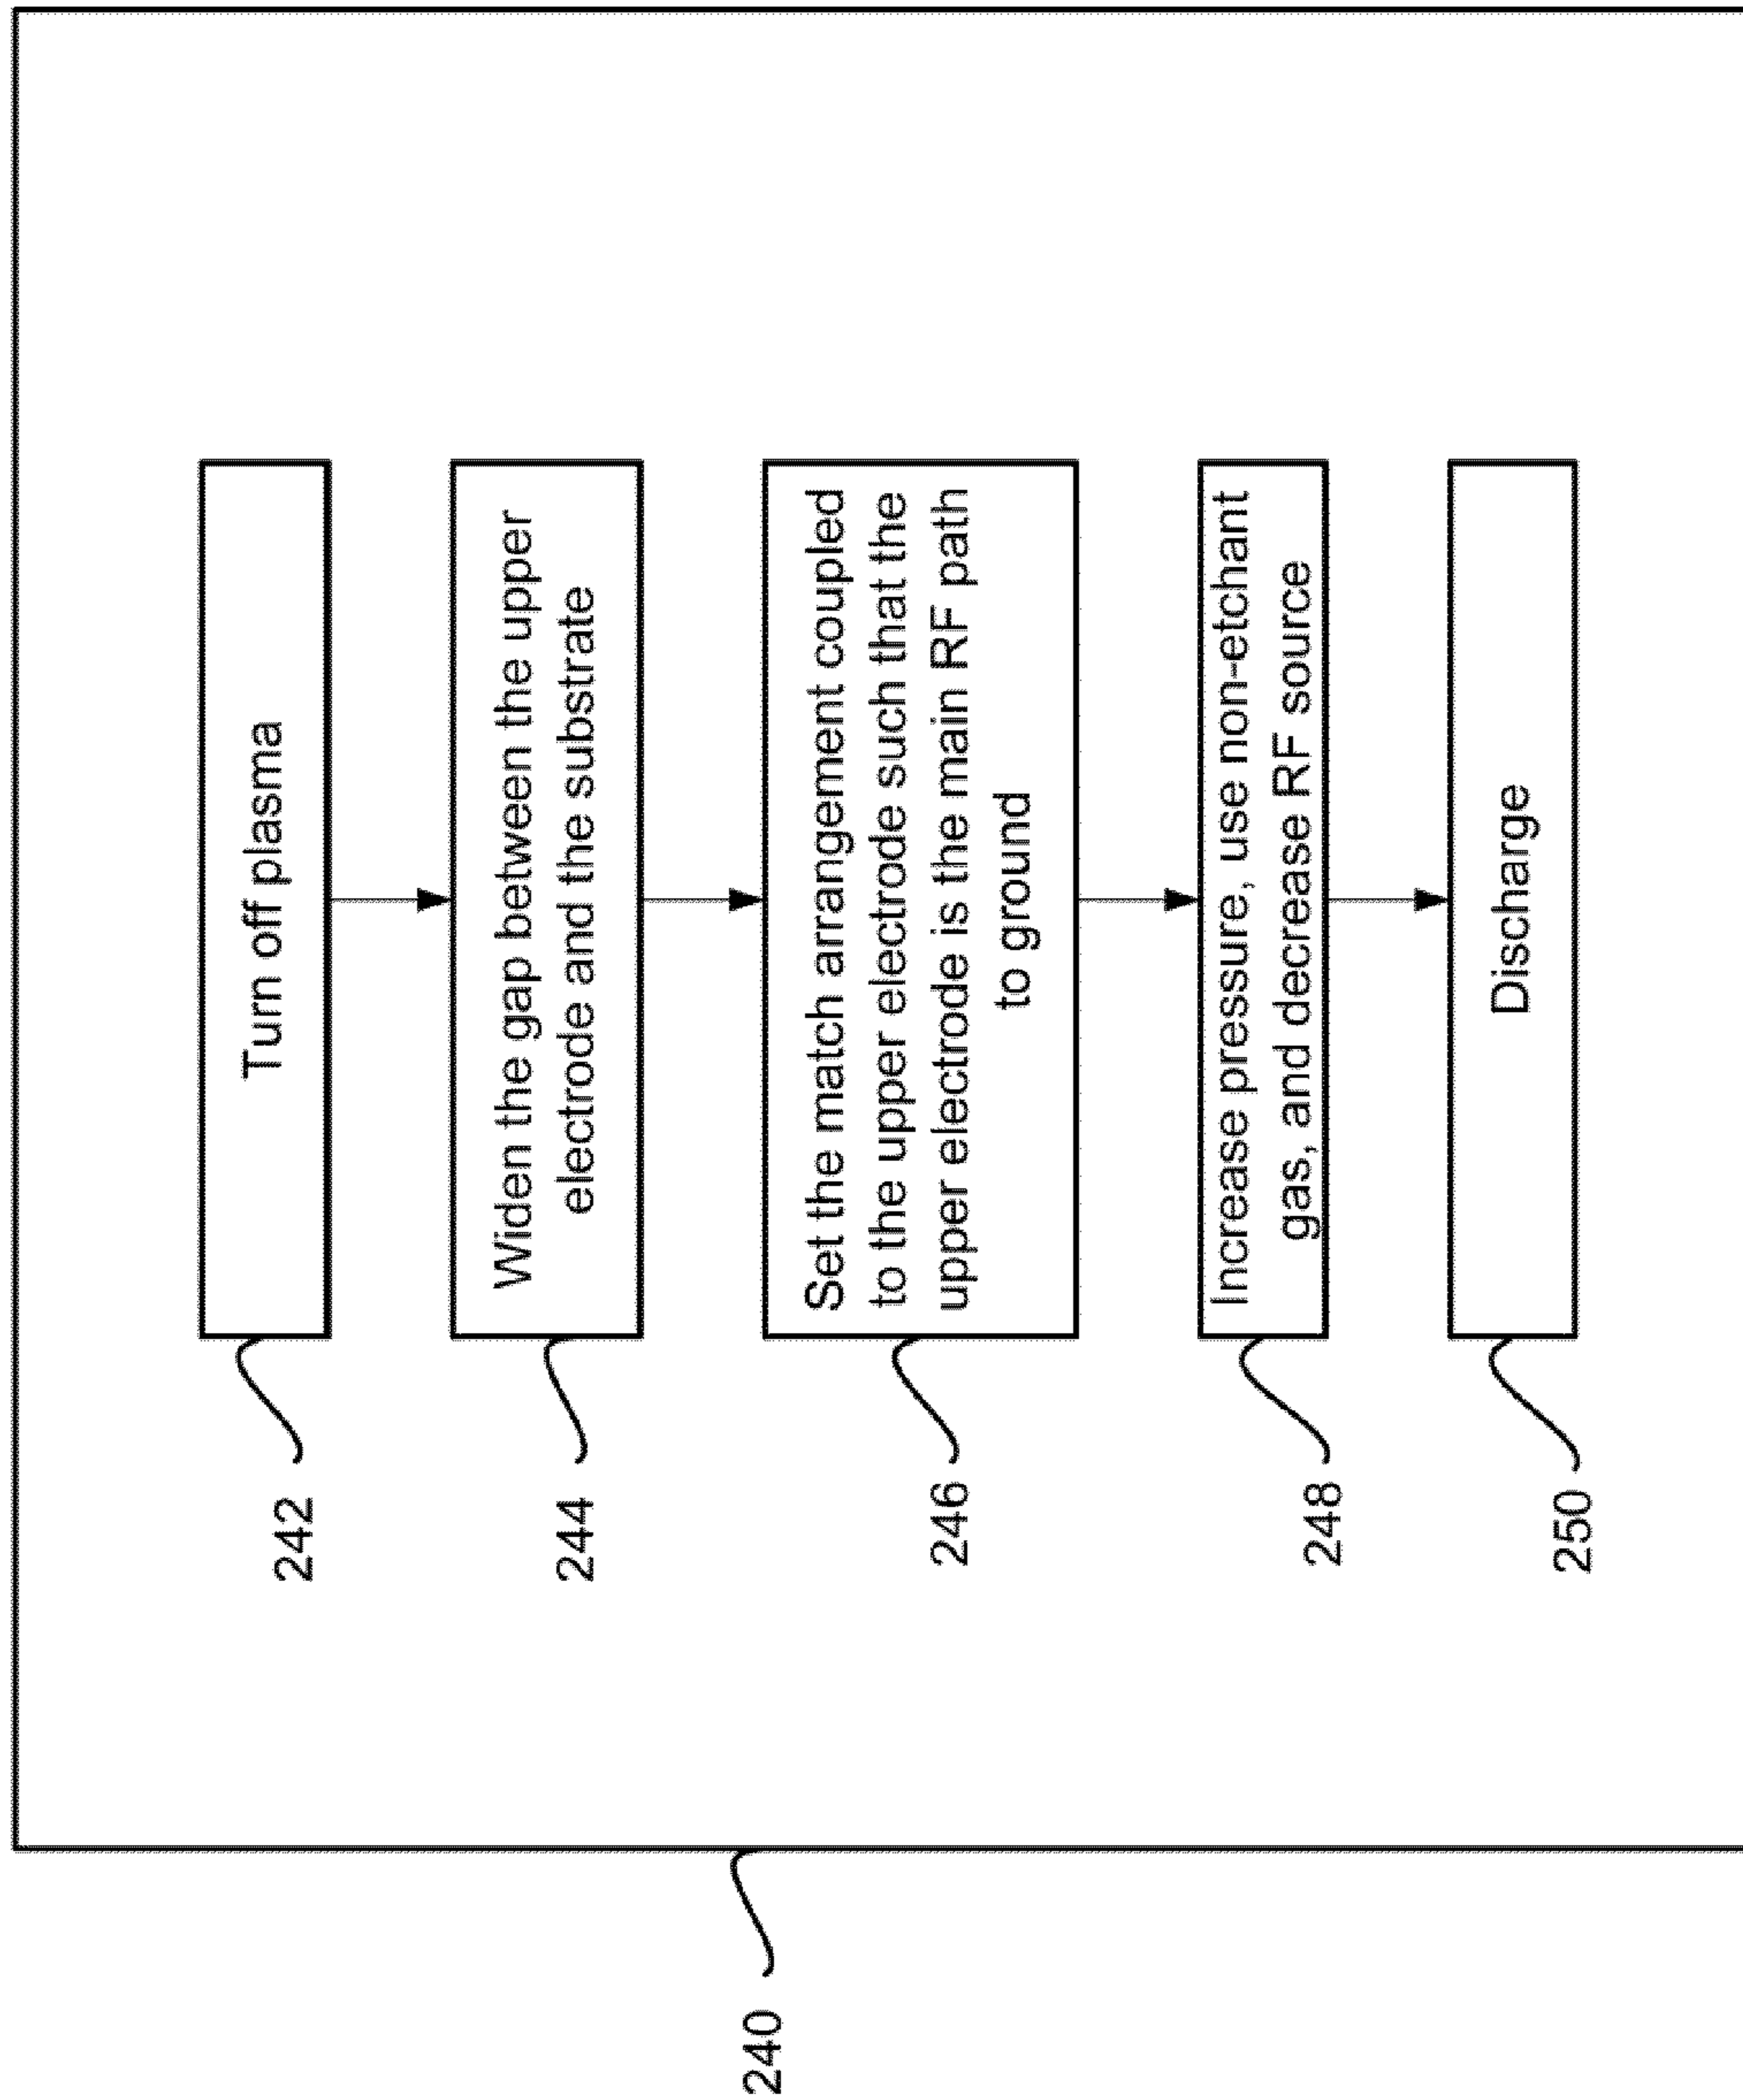 240
242
Turn off plasma
244
Widen the gap between the upper
electrode and the substrate
246
Set the match arrangement coupled
to the upper electrode such that the
upper electrode is the main RF path
to ground
248
Increase pressure, use non-etchant
gas, and decrease RF source
250
Discharge